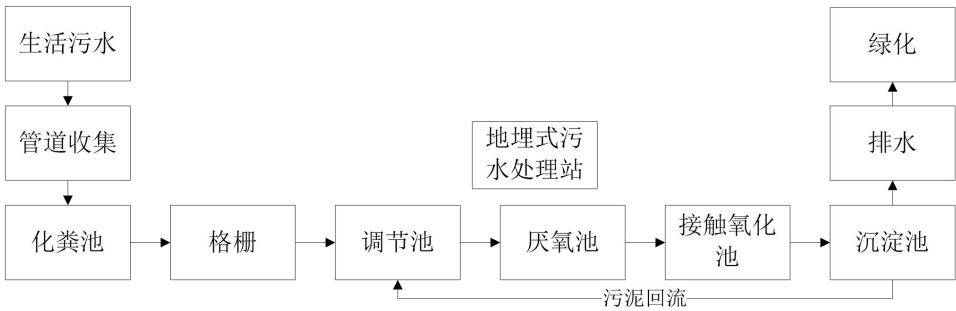 生活污水
绿化
管道收集
地埋式污
水处理站
排水
化粪池
格栅
调节池
厌氧池
接触氧化
池
沉淀池
污泥回流